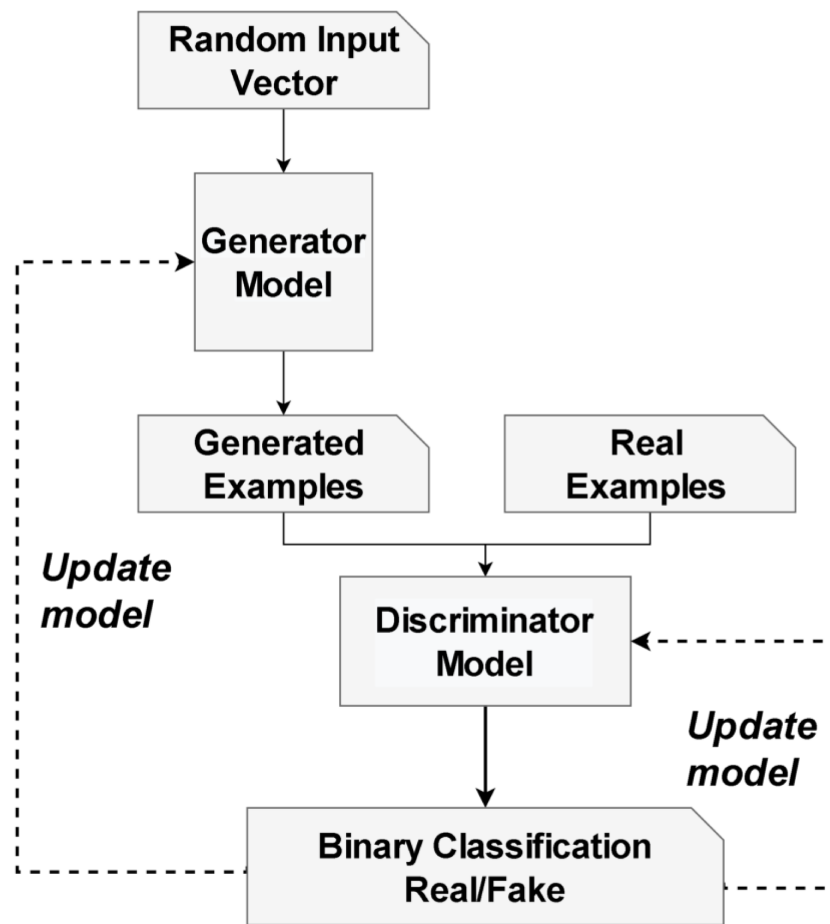 Random Input
Vector
Generator
Model
Generated
Examples
Real
Examples
Update
model
Discriminator
Model
Update
model
Binary Classification
Real/Fake